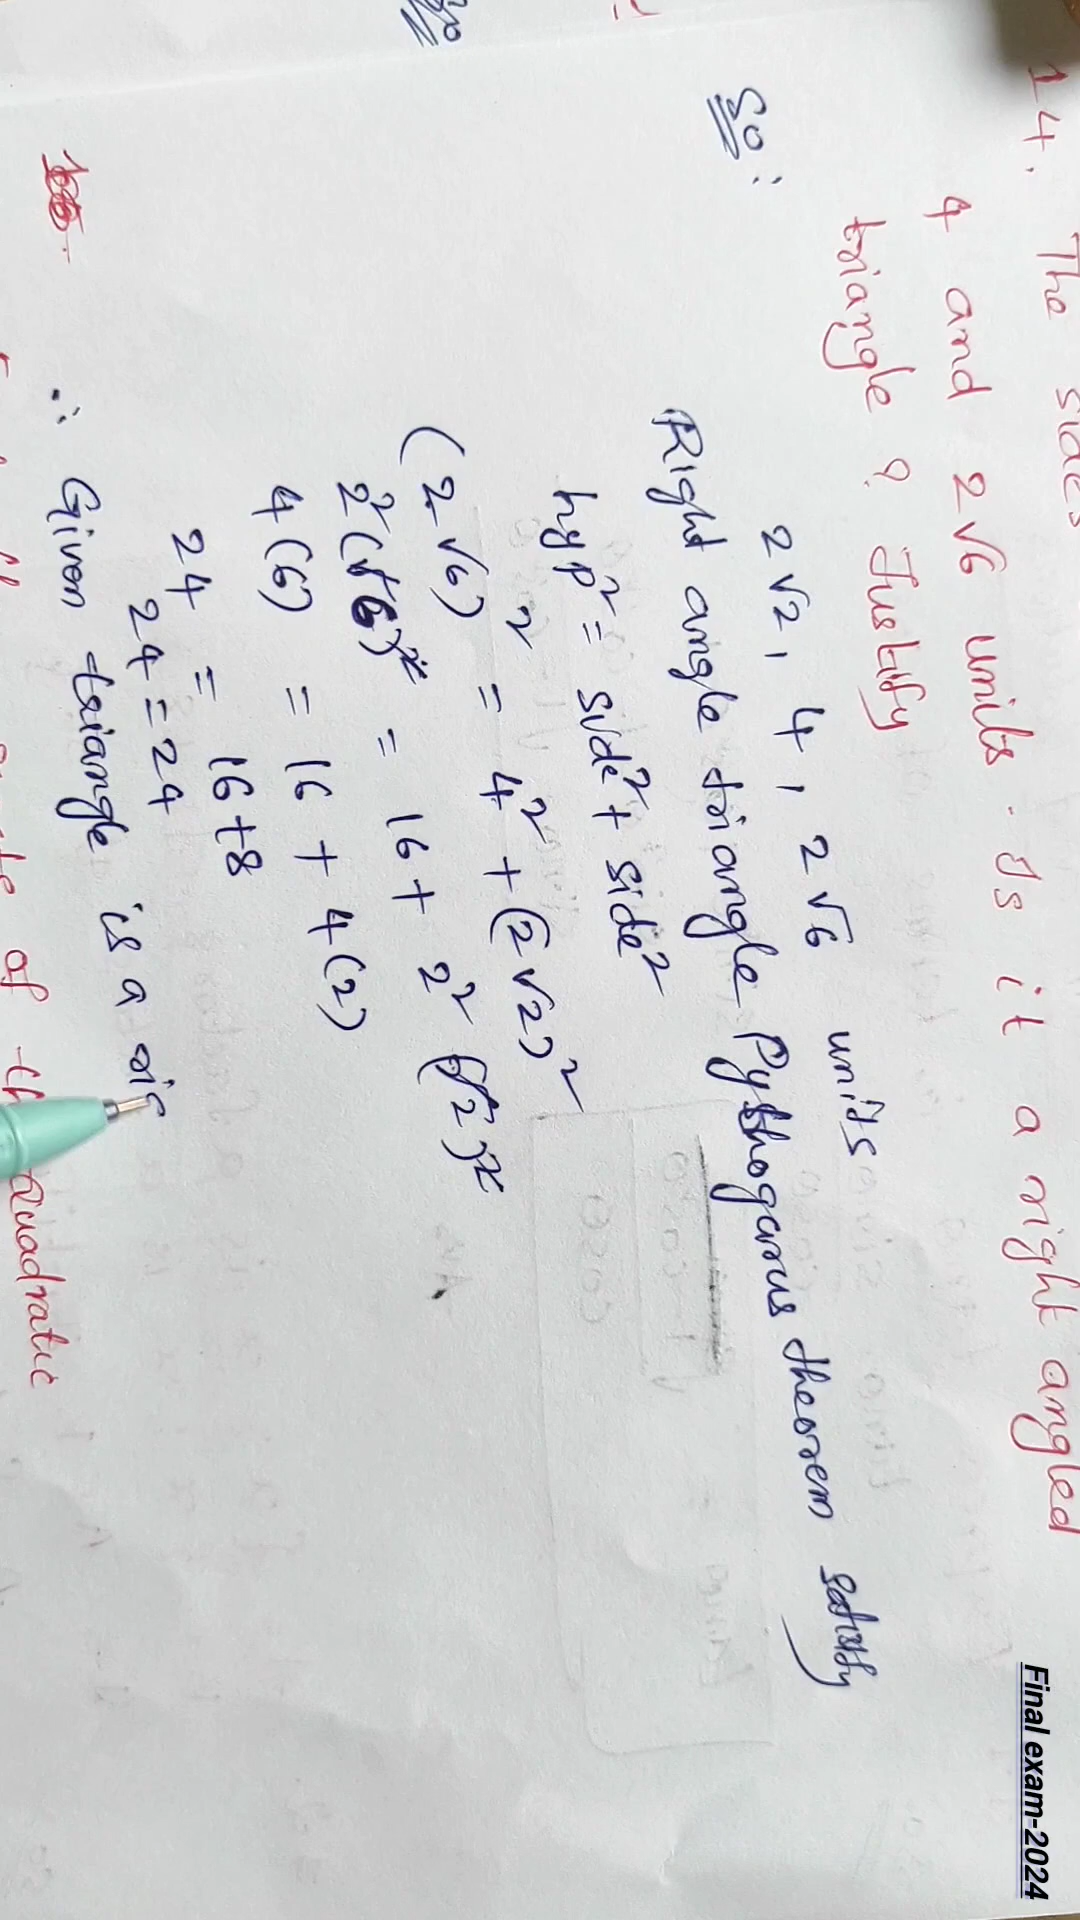 Final exam-2024
14. The sides
4 and 2√6 units. Is it a right angled
triangle? Justify
So:
2√2, 4, 2√6 units
Right angle triangle Pythogarus theorem satisfy
hyp² = side² + side²
(2√6)² = 4² + (2√2)²
2²(√6)² = 16 + 2²(√2)²
4(6) = 16 + 4(2)
24 = 16+8
24 = 24
∴ Given triangle is a
of the Quadratic